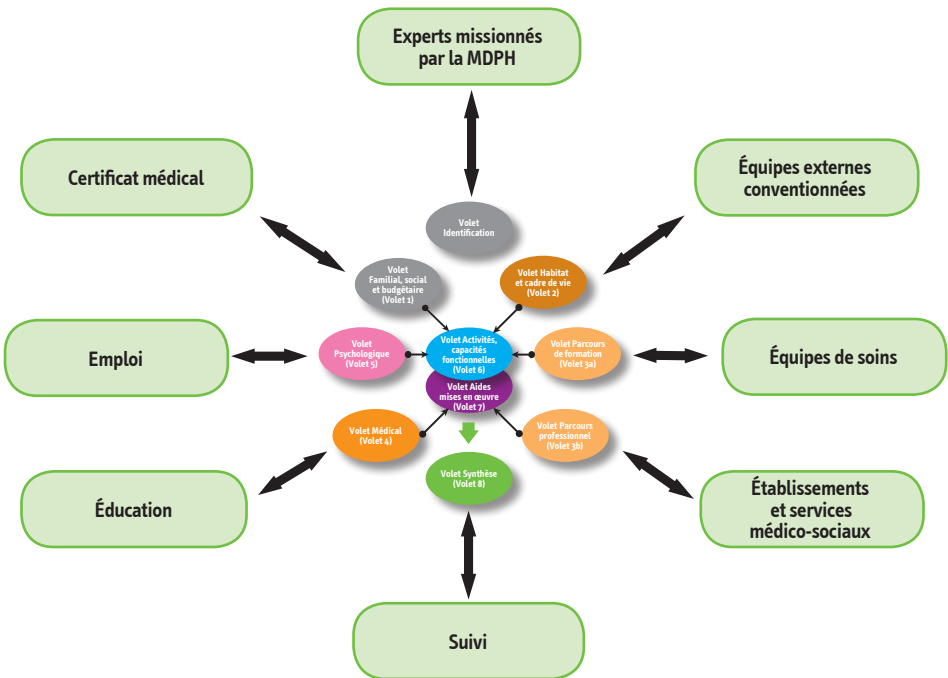 Experts missionnés
par la MDPH
Certificat médical
Équipes externes
conventionnées
Volet
Identification
Volet
Familial, social
et budgétaire
(Volet 1)
Volet Habitat
et cadre de vie
(Volet 2)
Emploi
Volet
Psychologique
(Volet 5)
Volet Activités,
capacités
fonctionnelles
(Volet 6)
Volet Parcours
de formation
(Volet 3a)
Équipes de soins
Volet Aides
mises en œuvre
(Volet 7)
Volet Médical
(Volet 4)
Volet Parcours
professionnel
(Volet 3b)
Volet Synthèse
(Volet 8)
Éducation
Établissements
et services
médico-sociaux
Suivi